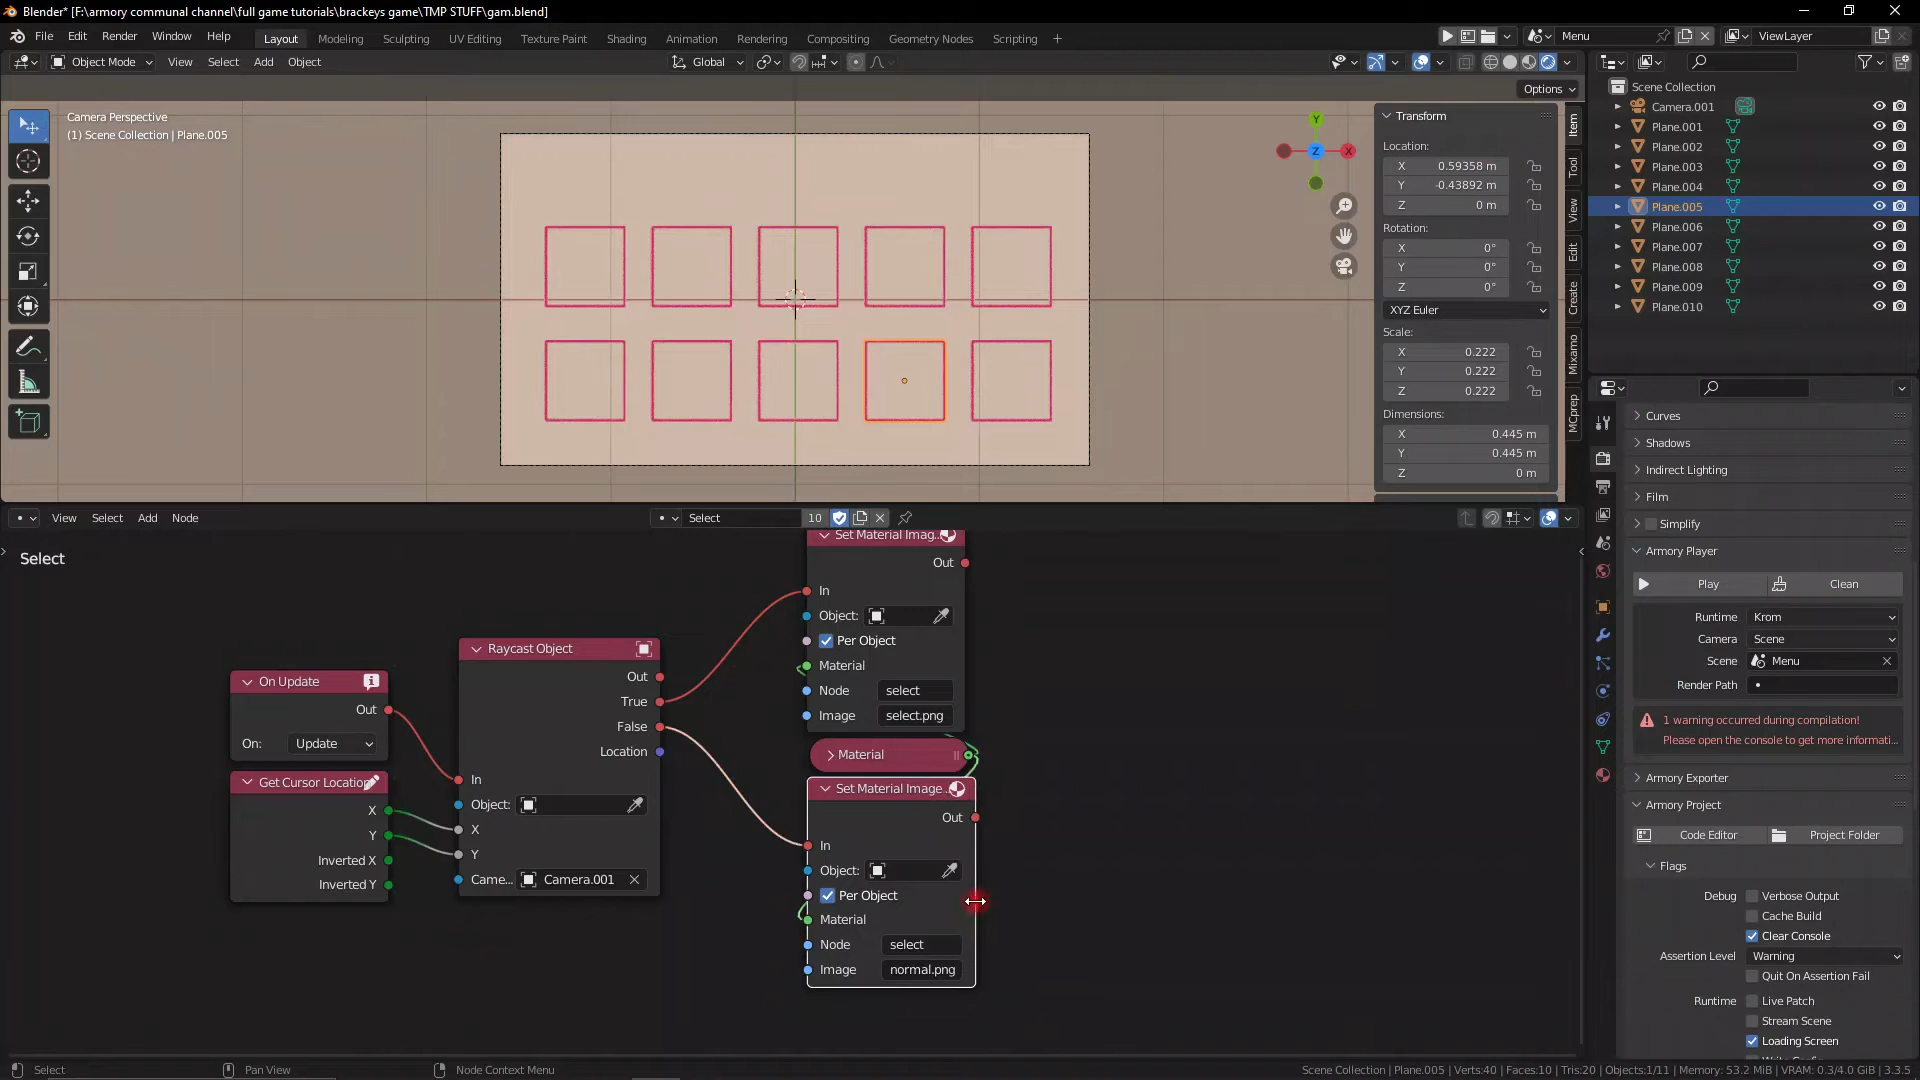 Blender* [F:\armory communal channel\full game tutorials\brackeys game\TMP STUFF\gam.blend]
File Edit Render Window Help
Layout Modeling Sculpting UV Editing Texture Paint Shading Animation Rendering Compositing Geometry Nodes Scripting +
Menu
ViewLayer
Object Mode View Select Add Object
Global
Options
Camera Perspective
(1) Scene Collection | Plane.005
Y
Z
X
Transform
Location:
X 0.59358 m
Y -0.43892 m
Z 0 m
Rotation:
X 0°
Y 0°
Z 0°
XYZ Euler
Scale:
X 0.222
Y 0.222
Z 0.222
Dimensions:
X 0.445 m
Y 0.445 m
Z 0 m
Item
Tool
View
Edit
Create
Mixamo
MCprep
Scene Collection
Camera.001
Plane.001
Plane.002
Plane.003
Plane.004
Plane.005
Plane.006
Plane.007
Plane.008
Plane.009
Plane.010
View Select Add Node
Select 10
Select
On Update
Out
On: Update
Get Cursor Location
X
Y
Inverted X
Inverted Y
Raycast Object
Out
True
False
Location
In
Object:
X
Y
Came... Camera.001
Set Material Imag..
Out
In
Object:
Per Object
Material
Node select
Image select.png
Material
Set Material Image ..
Out
In
Object:
Per Object
Material
Node select
Image normal.png
Curves
Shadows
Indirect Lighting
Film
Simplify
Armory Player
Play Clean
Runtime Krom
Camera Scene
Scene Menu
Render Path
1 warning occurred during compilation!
Please open the console to get more informati...
Armory Exporter
Armory Project
Code Editor Project Folder
Flags
Debug Verbose Output
Cache Build
Clear Console
Assertion Level Warning
Quit On Assertion Fail
Runtime Live Patch
Stream Scene
Loading Screen
Select Pan View Node Context Menu
Scene Collection | Plane.005 | Verts:40 | Faces:10 | Tris:20 | Objects:1/11 | Memory: 53.2 MiB | VRAM: 0.3/4.0 GiB | 3.3.5